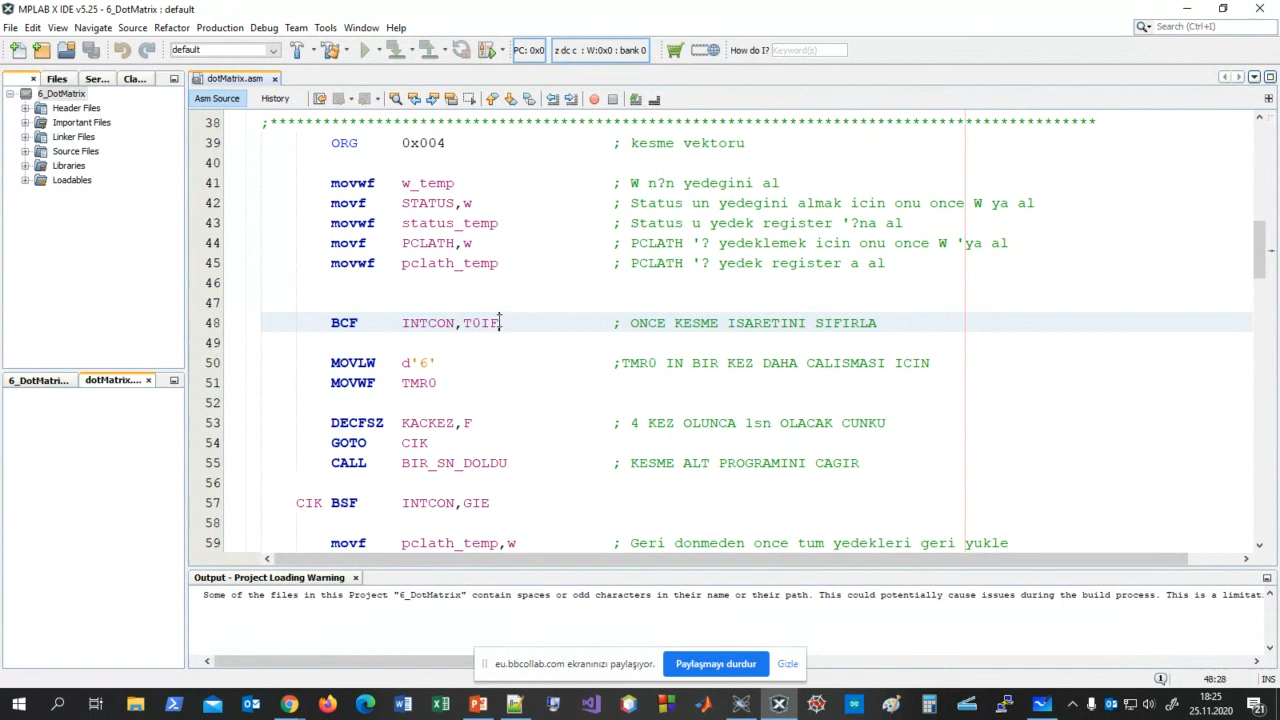 MPLAB X IDE v5.25 - 6_DotMatrix : default
File Edit View Navigate Source Refactor Production Debug Team Tools Window Help
Search (Ctrl+I)
default
PC: 0x0
z dc c : W:0x0 : bank 0
How do I?
Keyword(s)
Files
Ser...
Cla...
dotMatrix.asm
6_DotMatrix
Header Files
Important Files
Linker Files
Source Files
Libraries
Loadables
Asm Source
History
38 ;**********************************************************************************************
39 ORG 0x004 ; kesme vektoru
40
41 movwf w_temp ; W n?n yedegini al
42 movf STATUS,w ; Status un yedegini almak icin onu once W ya al
43 movwf status_temp ; Status u yedek register '?na al
44 movf PCLATH,w ; PCLATH '? yedeklemek icin onu once W 'ya al
45 movwf pclath_temp ; PCLATH '? yedek register a al
46
47
48 BCF INTCON,T0IF ; ONCE KESME ISARETINI SIFIRLA
49
50 MOVLW d'6' ;TMR0 IN BIR KEZ DAHA CALISMASI ICIN
51 MOVWF TMR0
52
53 DECFSZ KACKEZ,F ; 4 KEZ OLUNCA 1sn OLACAK CUNKU
54 GOTO CIK
55 CALL BIR_SN_DOLDU ; KESME ALT PROGRAMINI CAGIR
56
57 CIK BSF INTCON,GIE
58
59 movf pclath_temp,w ; Geri donmeden once tum yedekleri geri yukle
6_DotMatri...
dotMatrix....
Output - Project Loading Warning
Some of the files in this Project "6_DotMatrix" contain spaces or odd characters in their name or their path. This could potentially cause issues during the build process. This is a limitat
eu.bbcollab.com ekranınızı paylaşıyor.
Paylaşmayı durdur
Gizle
48:28
INS
18:25
25.11.2020
21